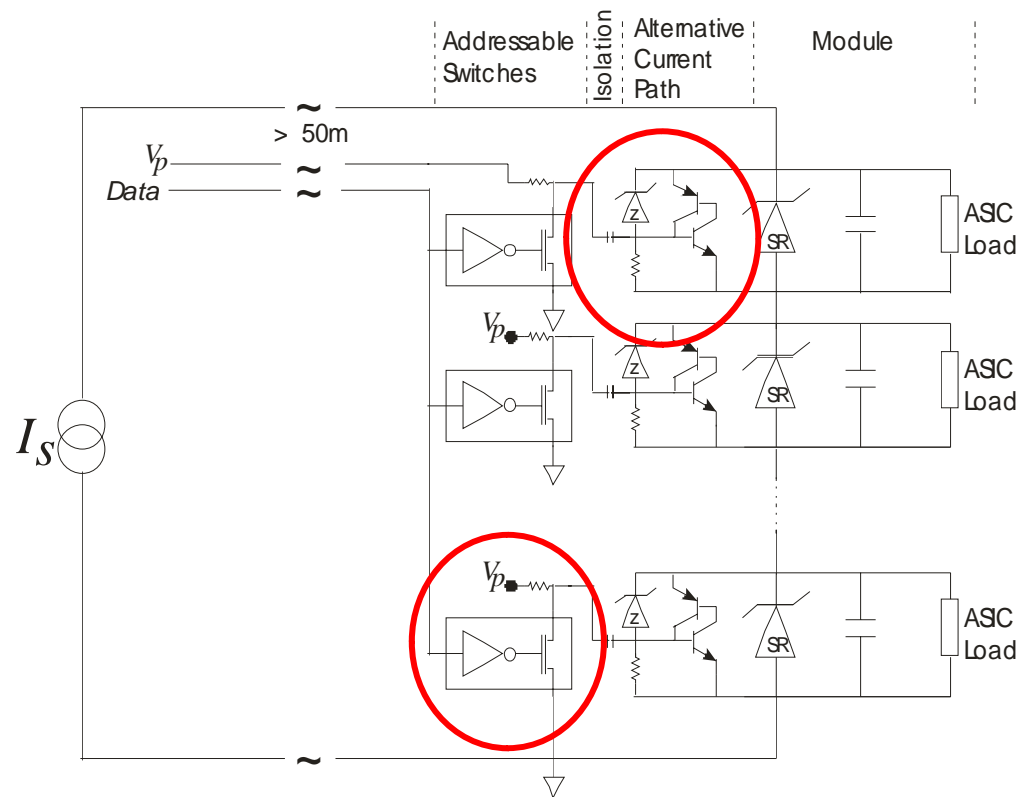 Addressable
Switches
Isolation
Alternative
Current
Path
Module
~
> 50m
Vp
~
Data
~
Z
SR
ASIC
Load
Vp
Z
SR
ASIC
Load
IS
Vp
Z
SR
ASIC
Load
~